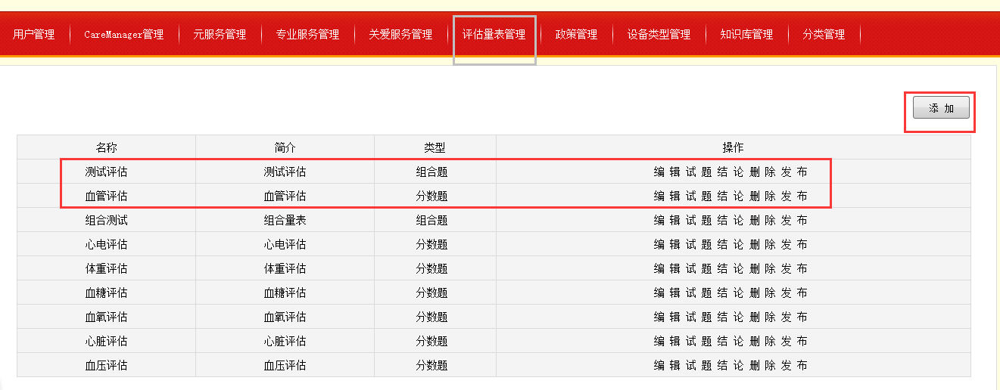 用户管理 CareManager管理 元服务管理 专业服务管理 关爱服务管理 评估量表管理 政策管理 设备类型管理 知识库管理 分类管理
添 加
名称 简介 类型 操作
测试评估 测试评估 组合题 编 辑 试 题 结 论 删 除 发 布
血管评估 血管评估 分数题 编 辑 试 题 结 论 删 除 发 布
组合测试 组合量表 组合题 编 辑 试 题 结 论 删 除 发 布
心电评估 心电评估 分数题 编 辑 试 题 结 论 删 除 发 布
体重评估 体重评估 分数题 编 辑 试 题 结 论 删 除 发 布
血糖评估 血糖评估 分数题 编 辑 试 题 结 论 删 除 发 布
血氧评估 血氧评估 分数题 编 辑 试 题 结 论 删 除 发 布
心脏评估 心脏评估 分数题 编 辑 试 题 结 论 删 除 发 布
血压评估 血压评估 分数题 编 辑 试 题 结 论 删 除 发 布